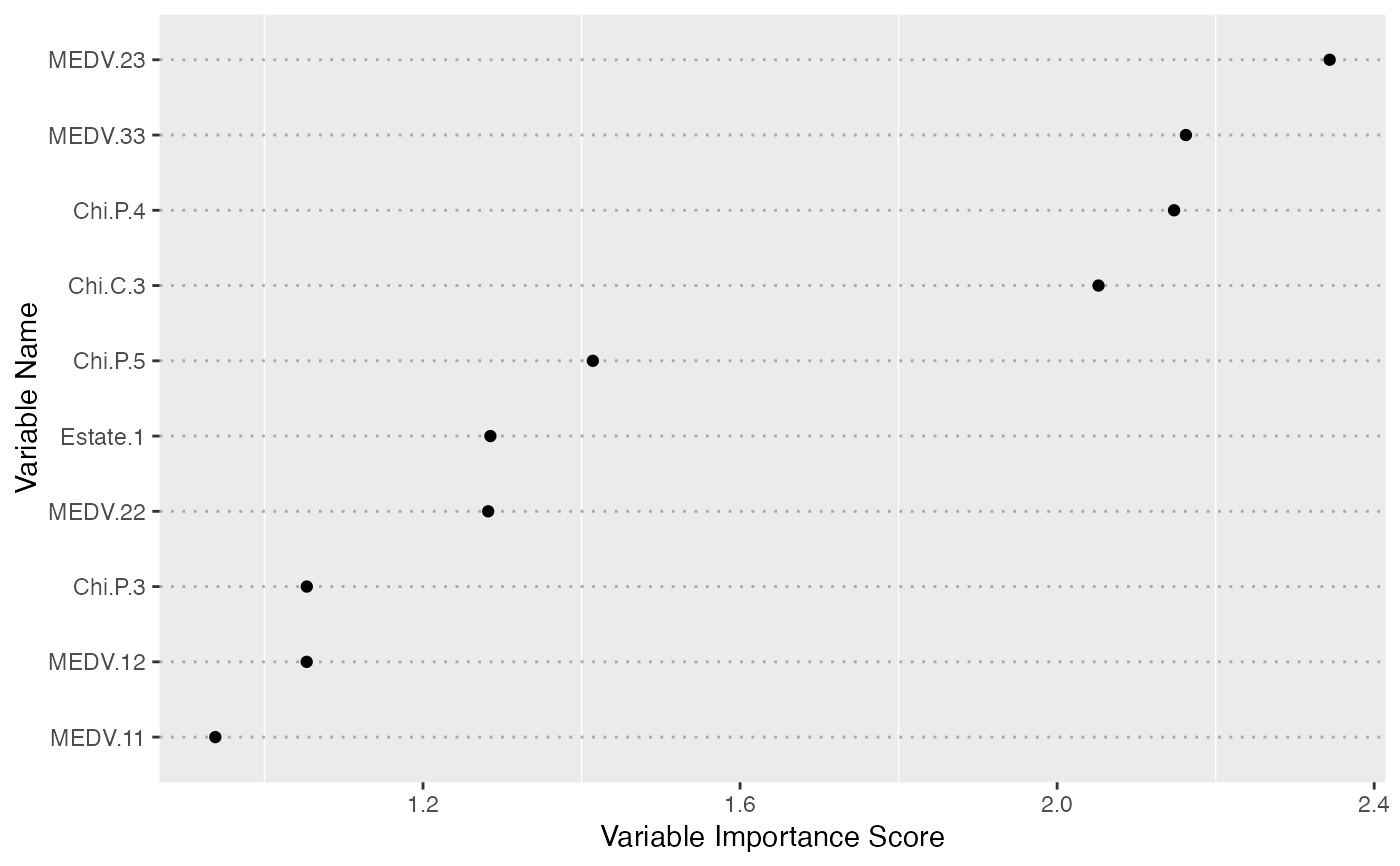 MEDV.23
MEDV.33
Chi.P.4
Chi.C.3
Chi.P.5
Estate.1
MEDV.22
Chi.P.3
MEDV.12
MEDV.11
Variable Name
1.2 1.6 2.0 2.4
Variable Importance Score